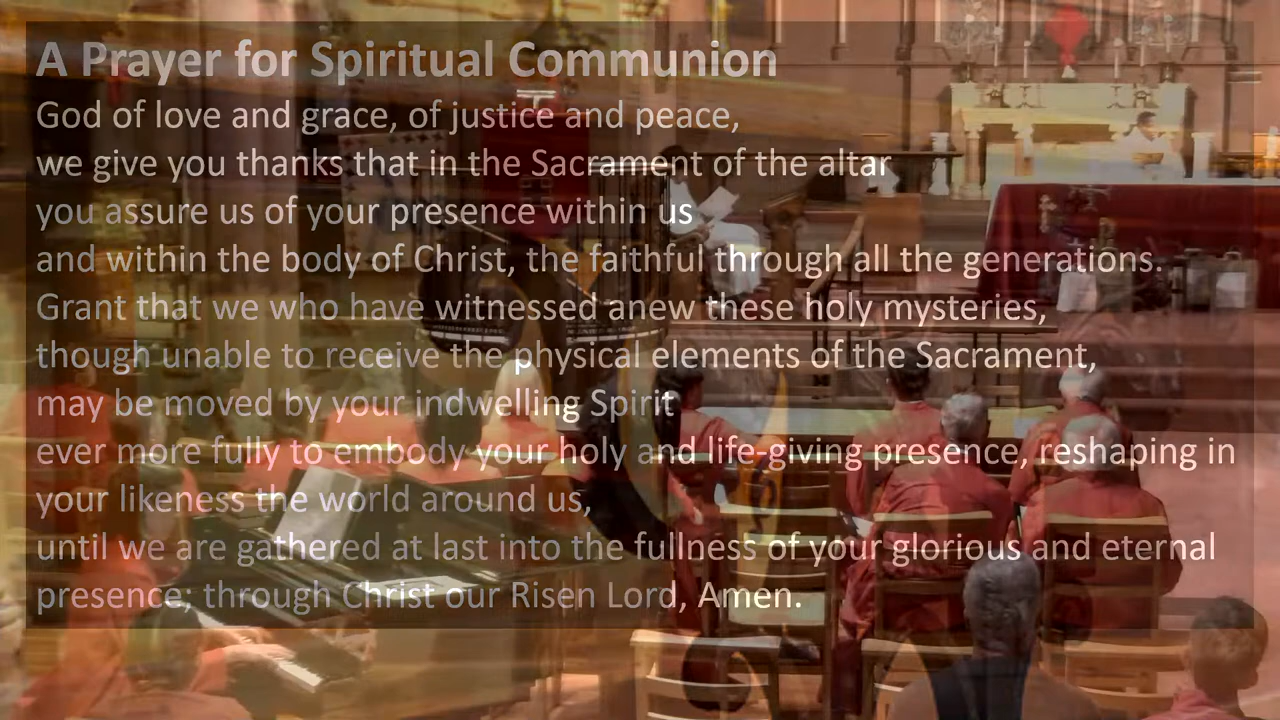 A Prayer for Spiritual Communion
God of love and grace, of justice and peace,
we give you thanks that in the Sacrament of the altar
you assure us of your presence within us
and within the body of Christ, the faithful through all the generations.
Grant that we who have witnessed anew these holy mysteries,
though unable to receive the physical elements of the Sacrament,
may be moved by your indwelling Spirit
ever more fully to embody your holy and life-giving presence, reshaping in
your likeness the world around us,
until we are gathered at last into the fullness of your glorious and eternal
presence; through Christ our Risen Lord, Amen.